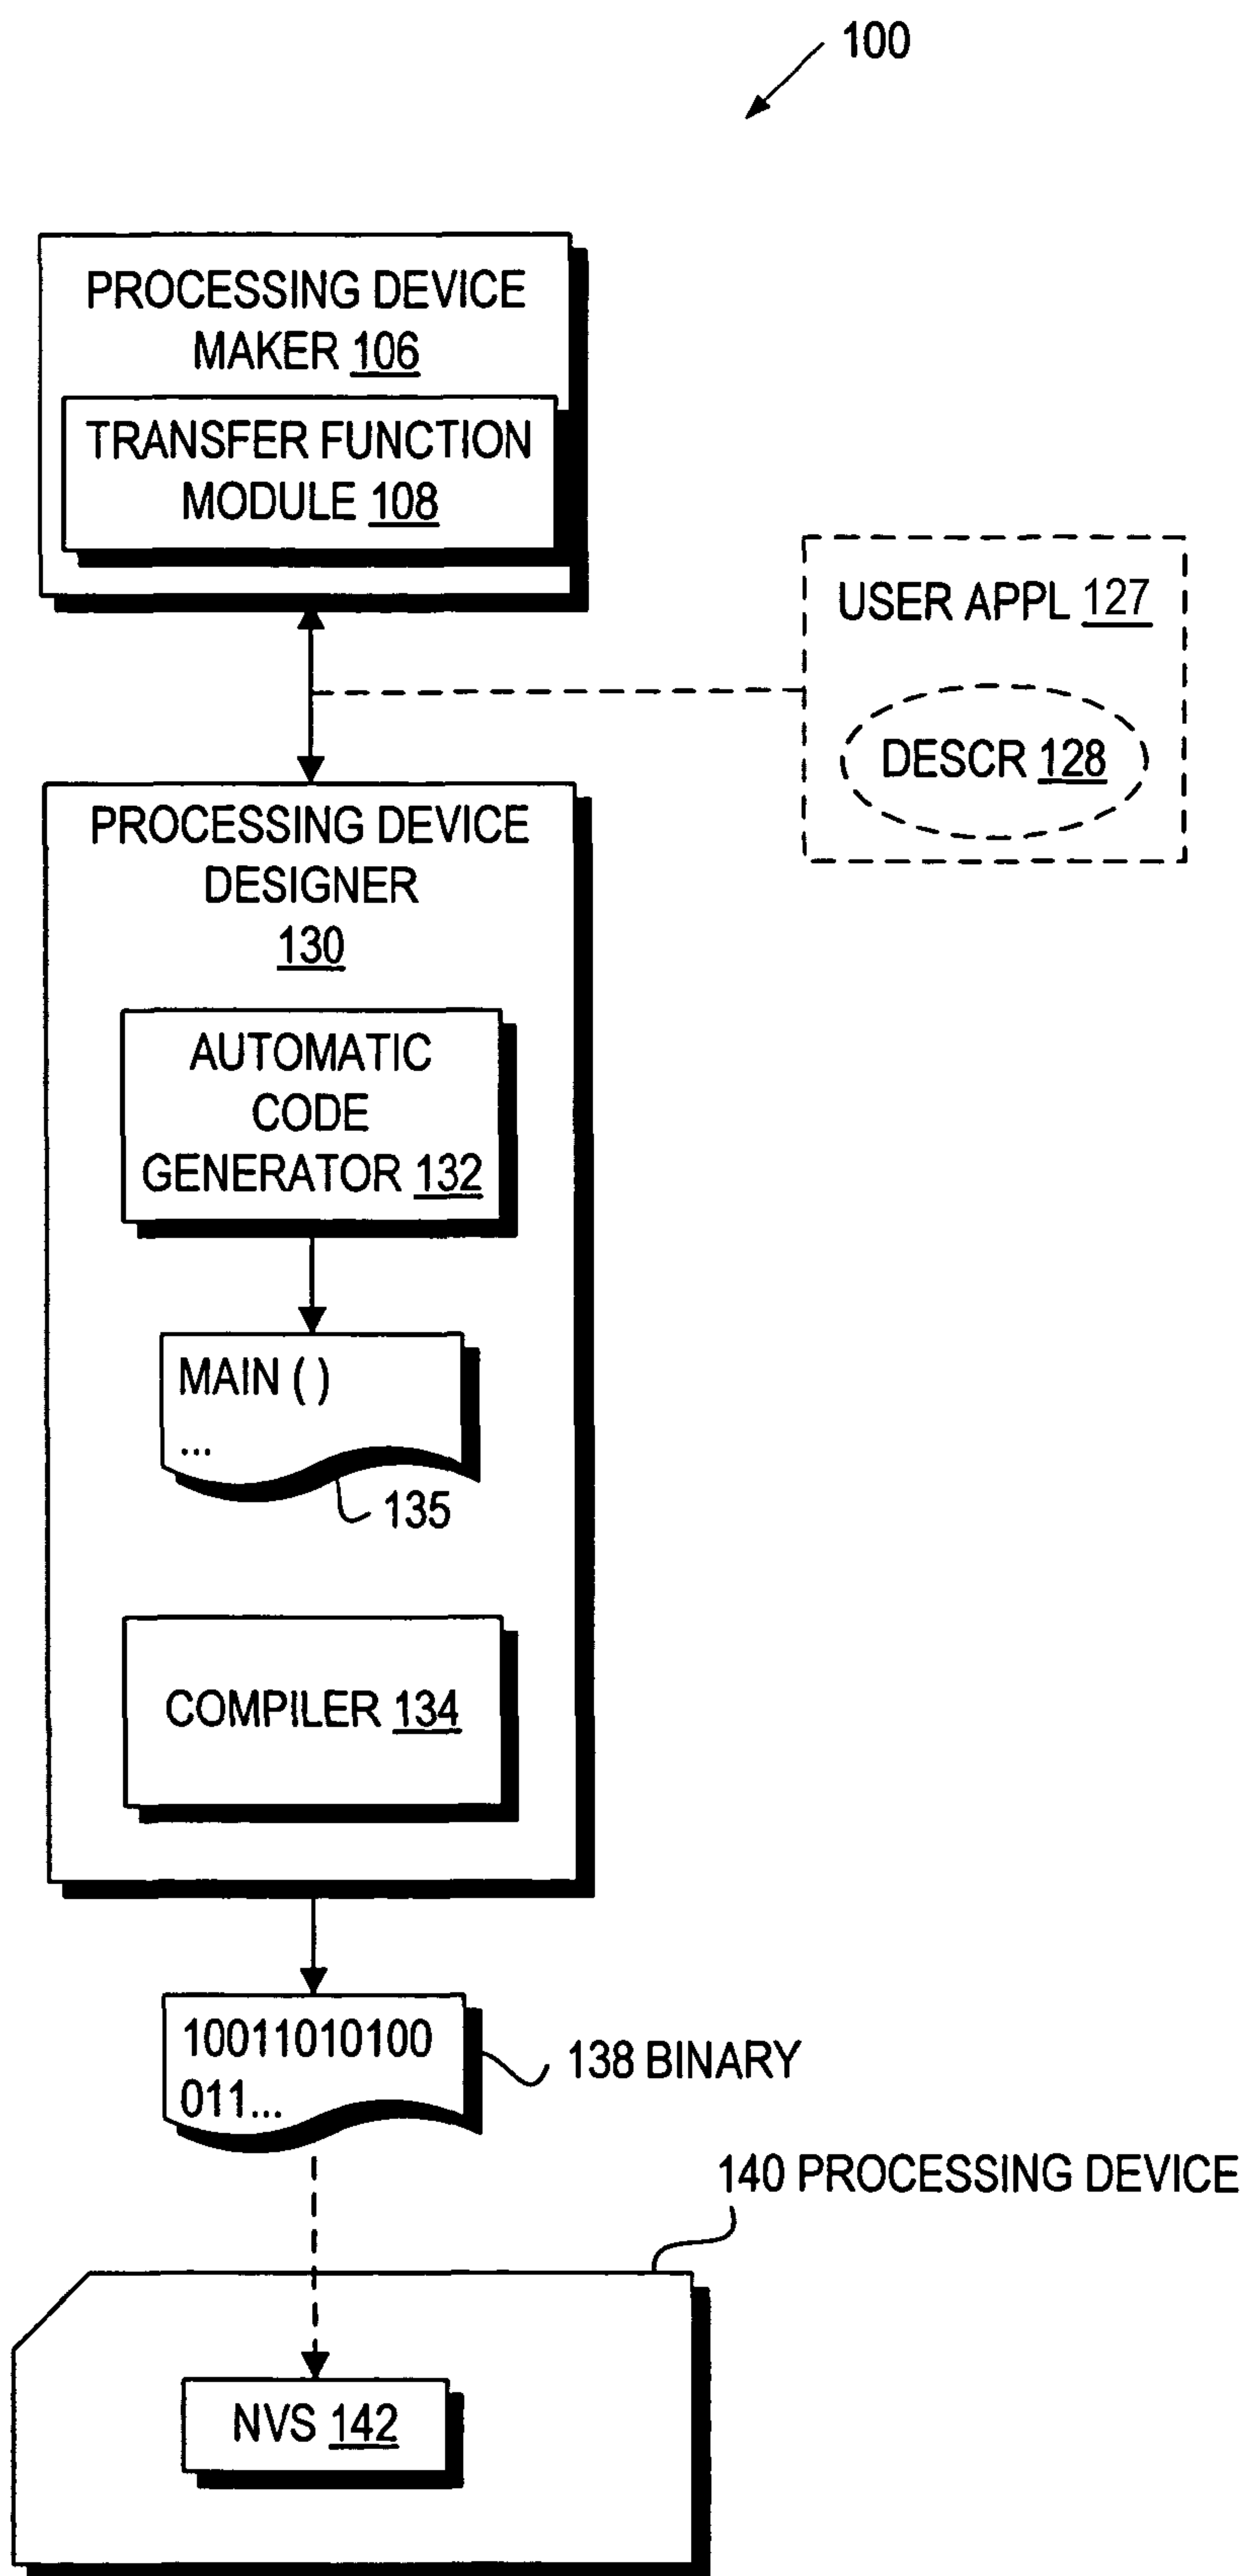 100
PROCESSING DEVICE
MAKER 106
TRANSFER FUNCTION
MODULE 108
USER APPL 127
DESCR 128
PROCESSING DEVICE
DESIGNER
130
AUTOMATIC
CODE
GENERATOR 132
MAIN ( )
...
135
COMPILER 134
10011010100
011...
138 BINARY
140 PROCESSING DEVICE
NVS 142